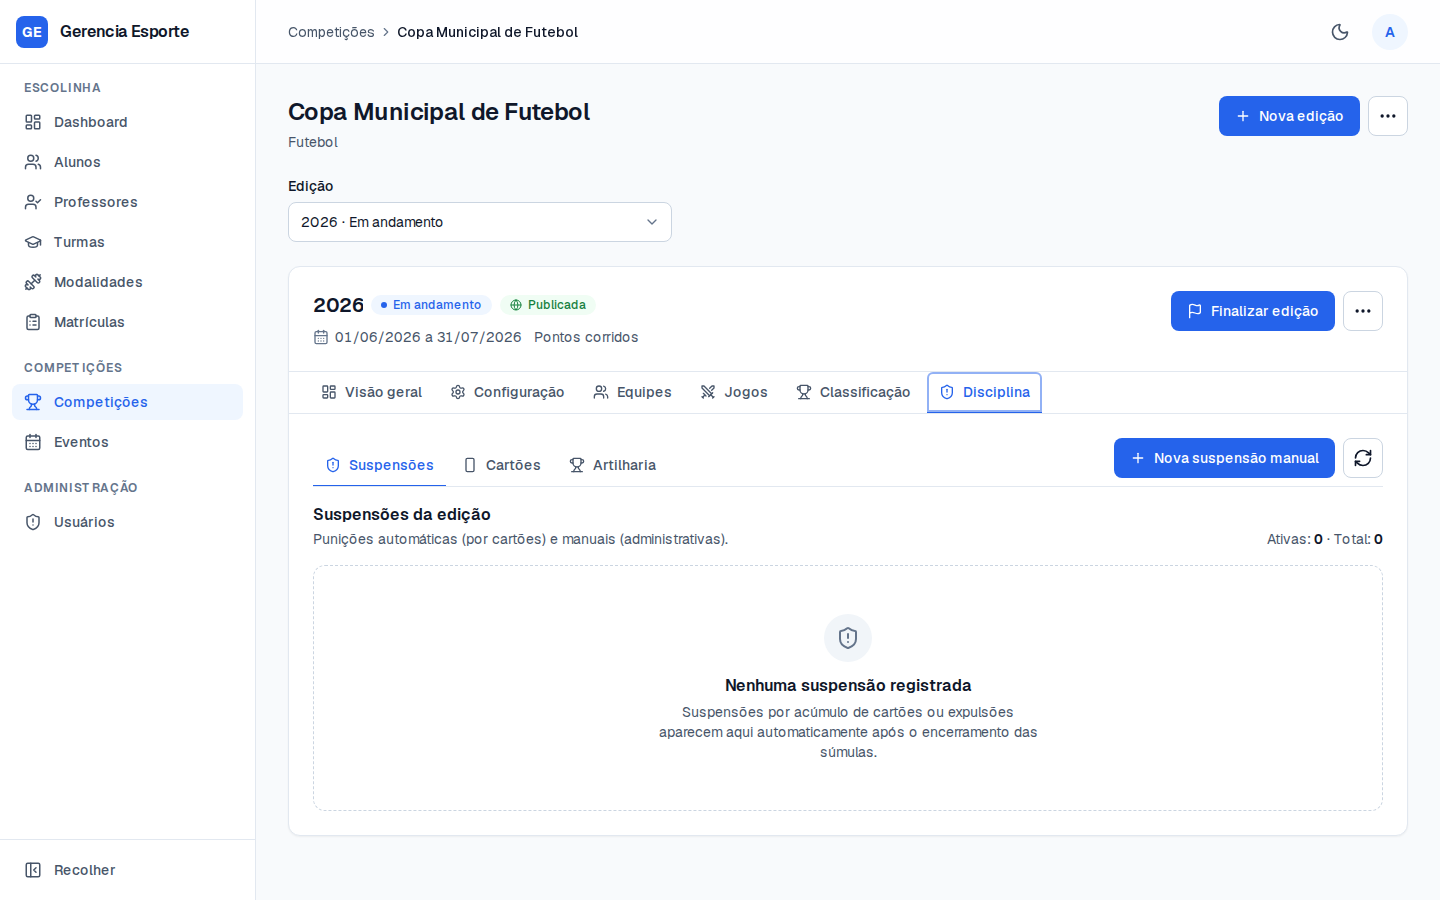 GE Gerencia Esporte
Competições > Copa Municipal de Futebol
A
ESCOLINHA
Dashboard
Alunos
Professores
Turmas
Modalidades
Matrículas
COMPETIÇÕES
Competições
Eventos
ADMINISTRAÇÃO
Usuários
Recolher
Copa Municipal de Futebol
Futebol
Nova edição
Edição
2026 · Em andamento
2026 Em andamento Publicada
01/06/2026 a 31/07/2026 Pontos corridos
Finalizar edição
Visão geral Configuração Equipes Jogos Classificação Disciplina
Suspensões Cartões Artilharia
Nova suspensão manual
Suspensões da edição
Punições automáticas (por cartões) e manuais (administrativas).
Ativas: 0 · Total: 0
Nenhuma suspensão registrada
Suspensões por acúmulo de cartões ou expulsões
aparecem aqui automaticamente após o encerramento das
súmulas.